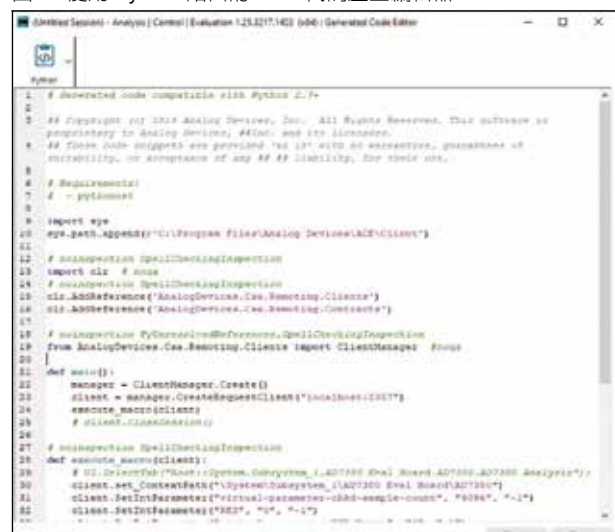 (Untitled Session) - Analysis | Control | Evaluation 1.25.3217.1403 (x64) | Generated Code Editor
Python
1 # Generated code compatible with Python 2.7+
2
3 ## Copyright (c) 2019 Analog Devices, Inc. All Rights Reserved. This software is
proprietary to Analog Devices, ##Inc. and its licensors.
4 ## These code snippets are provided 'as is' with no warranties, guarantees of
suitability, or acceptance of any ## ## liability, for their use.
5
6 # Requirements:
7 # - pythonnet
8
9 import sys
10 sys.path.append(r'C:\Program Files\Analog Devices\ACE\Client')
11
12 # noinspection SpellCheckingInspection
13 import clr # noqa
14 # noinspection SpellCheckingInspection
15 clr.AddReference('AnalogDevices.Csa.Remoting.Clients')
16 clr.AddReference('AnalogDevices.Csa.Remoting.Contracts')
17
18 # noinspection PyUnresolvedReferences,SpellCheckingInspection
19 from AnalogDevices.Csa.Remoting.Clients import ClientManager #noqa
20
21 def main():
22 manager = ClientManager.Create()
23 client = manager.CreateRequestClient("localhost:2357")
24 execute_macro(client)
25 # client.CloseSession()
26
27 # noinspection SpellCheckingInspection
28 def execute_macro(client):
29 # UI.SelectTab("Root::System.Subsystem_1.AD7380 Eval Board.AD7380.AD7380 Analysis");
30 client.set_ContextPath("\System\Subsystem_1\AD7380 Eval Board\AD7380")
31 client.SetIntParameter("virtual-parameter-ch0d-sample-count", "4096", "-1")
32 client.SetIntParameter("RES", "0", "-1")